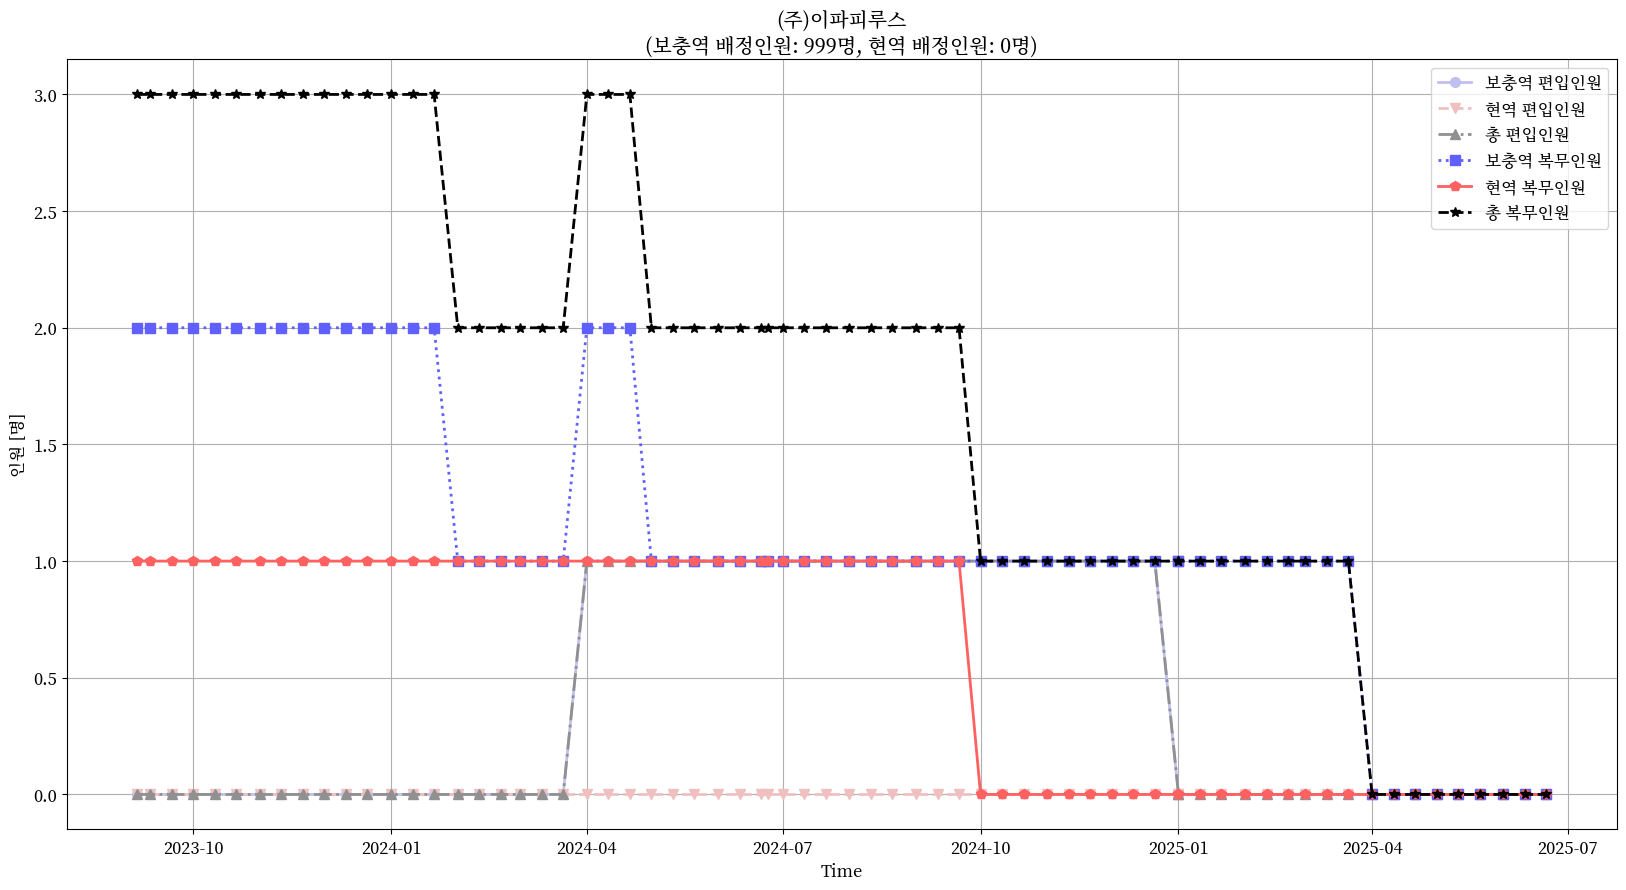 (주)이파피루스
(보충역 배정인원: 999명, 현역 배정인원: 0명)
보충역 편입인원
현역 편입인원
총 편입인원
보충역 복무인원
현역 복무인원
총 복무인원
인원 [명]
3.0
2.5
2.0
1.5
1.0
0.5
0.0
2023-10
2024-01
2024-04
2024-07
2024-10
2025-01
2025-04
2025-07
Time